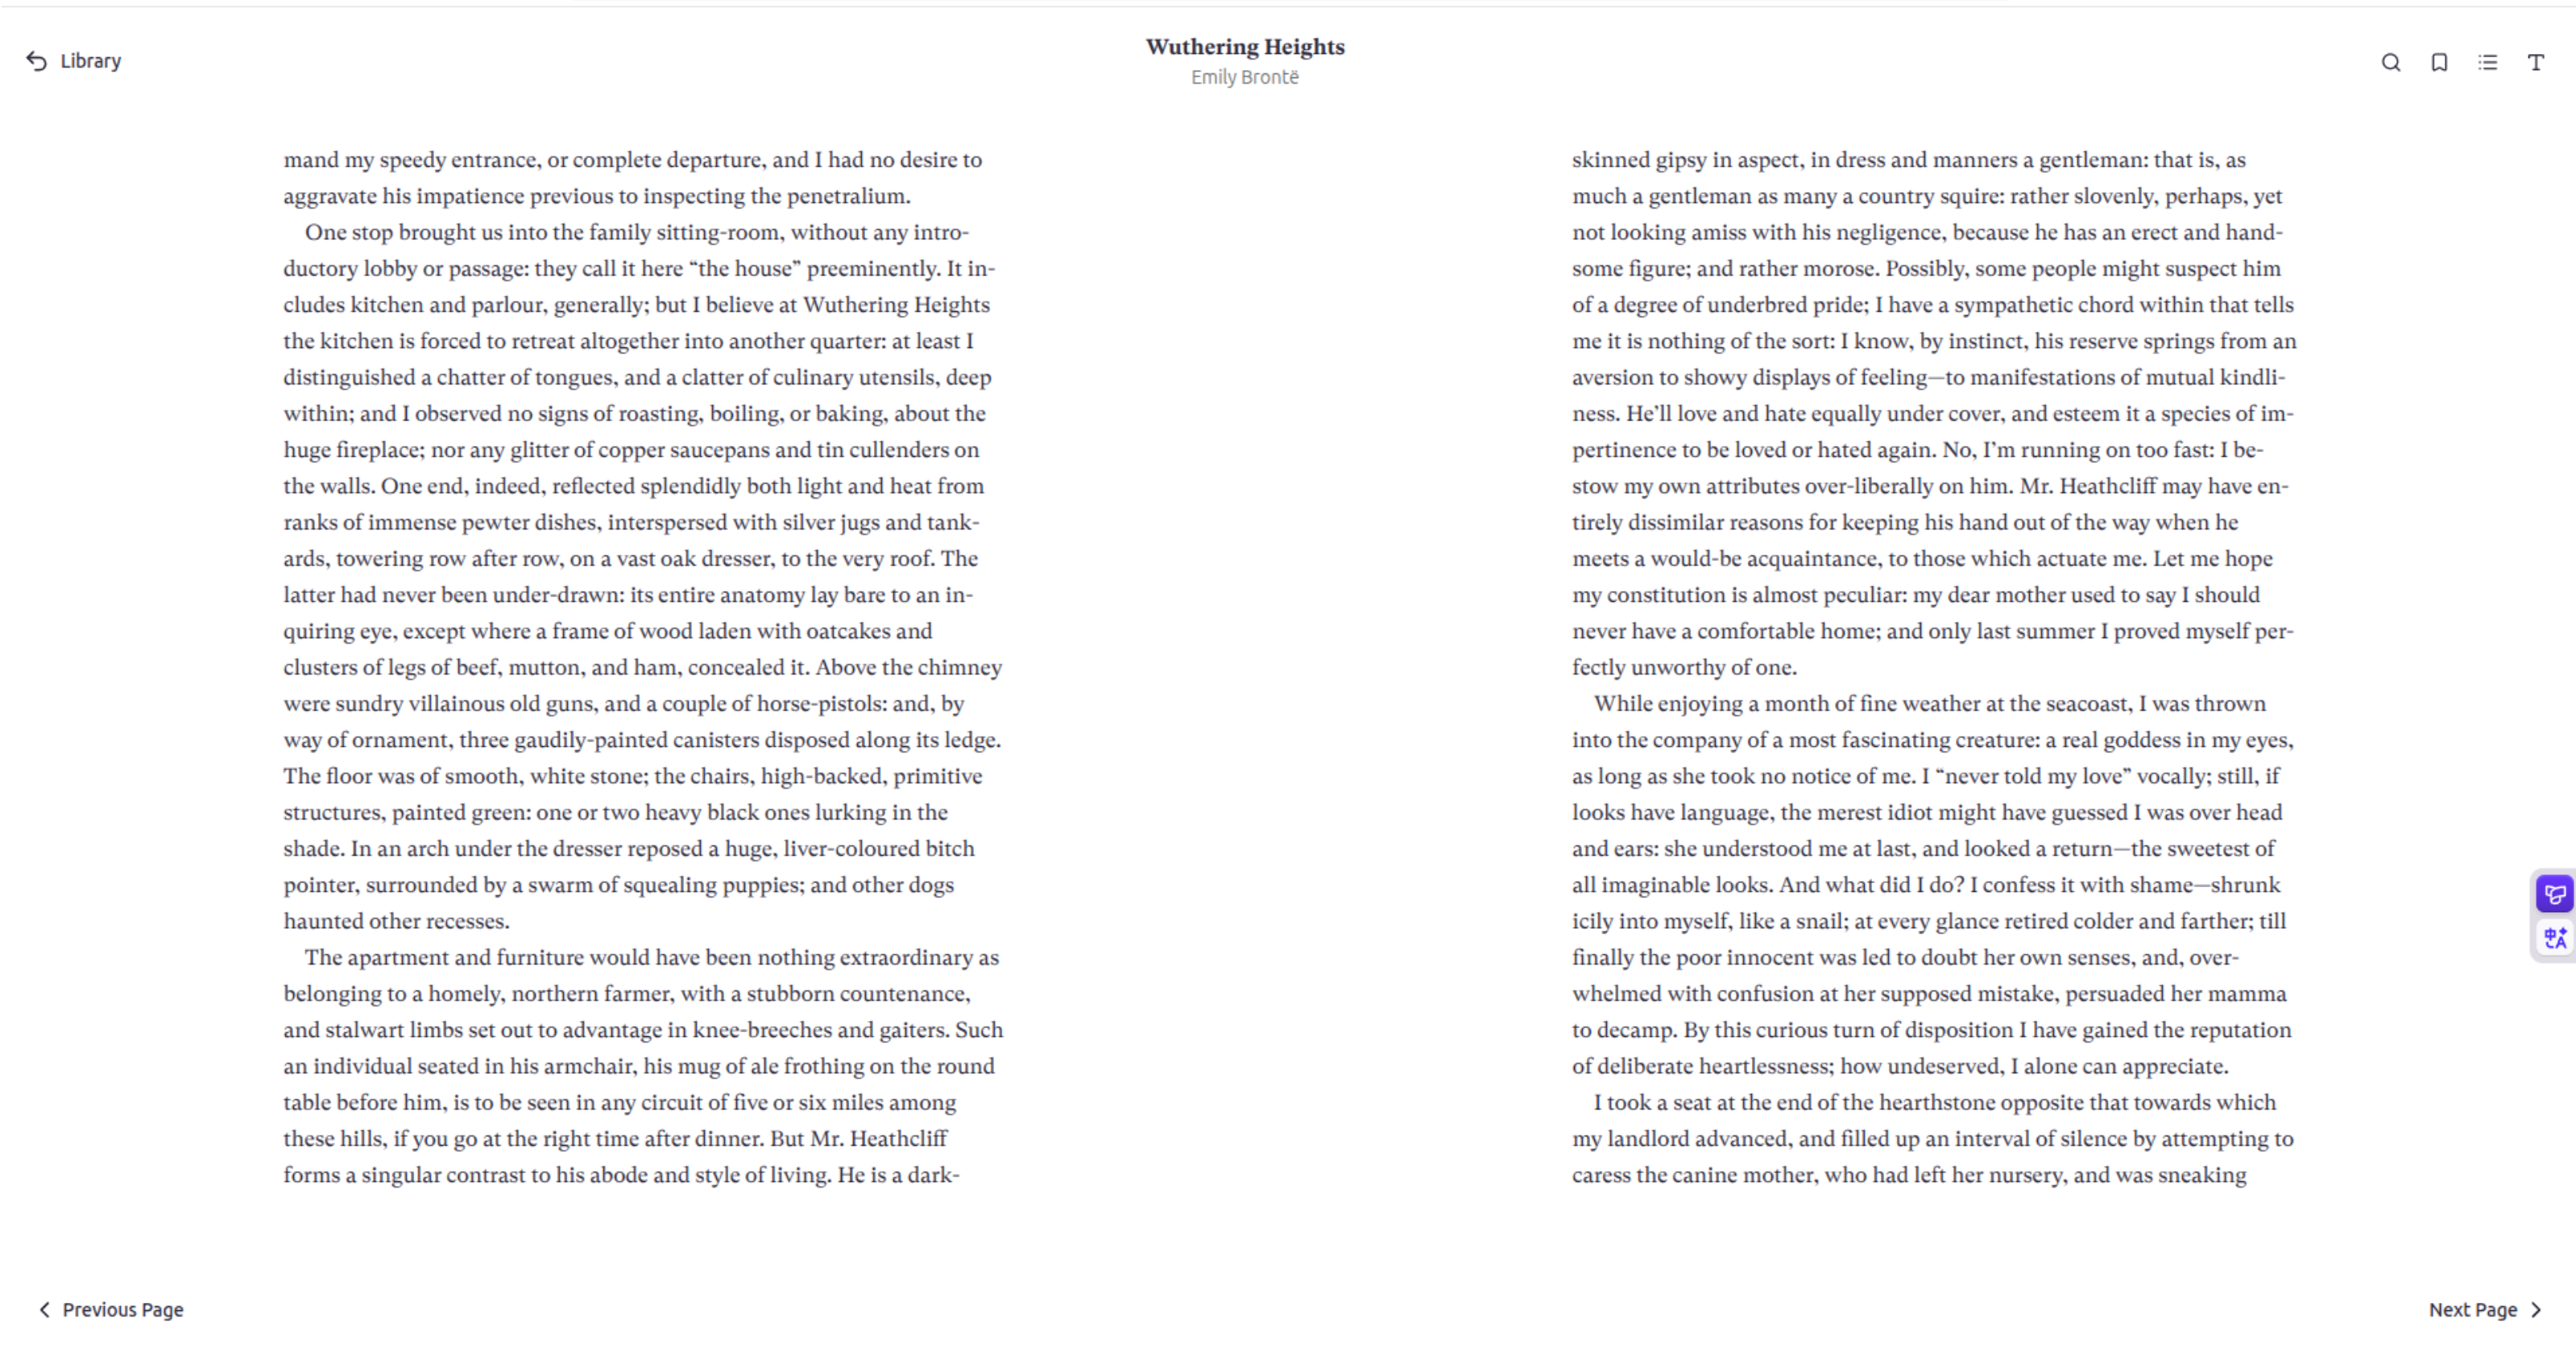 Library
Wuthering Heights
Emily Brontë
mand my speedy entrance, or complete departure, and I had no desire to
aggravate his impatience previous to inspecting the penetralium.
One stop brought us into the family sitting-room, without any intro-
ductory lobby or passage: they call it here “the house” preeminently. It in-
cludes kitchen and parlour, generally; but I believe at Wuthering Heights
the kitchen is forced to retreat altogether into another quarter: at least I
distinguished a chatter of tongues, and a clatter of culinary utensils, deep
within; and I observed no signs of roasting, boiling, or baking, about the
huge fireplace; nor any glitter of copper saucepans and tin cullenders on
the walls. One end, indeed, reflected splendidly both light and heat from
ranks of immense pewter dishes, interspersed with silver jugs and tank-
ards, towering row after row, on a vast oak dresser, to the very roof. The
latter had never been under-drawn: its entire anatomy lay bare to an in-
quiring eye, except where a frame of wood laden with oatcakes and
clusters of legs of beef, mutton, and ham, concealed it. Above the chimney
were sundry villainous old guns, and a couple of horse-pistols: and, by
way of ornament, three gaudily-painted canisters disposed along its ledge.
The floor was of smooth, white stone; the chairs, high-backed, primitive
structures, painted green: one or two heavy black ones lurking in the
shade. In an arch under the dresser reposed a huge, liver-coloured bitch
pointer, surrounded by a swarm of squealing puppies; and other dogs
haunted other recesses.
The apartment and furniture would have been nothing extraordinary as
belonging to a homely, northern farmer, with a stubborn countenance,
and stalwart limbs set out to advantage in knee-breeches and gaiters. Such
an individual seated in his armchair, his mug of ale frothing on the round
table before him, is to be seen in any circuit of five or six miles among
these hills, if you go at the right time after dinner. But Mr. Heathcliff
forms a singular contrast to his abode and style of living. He is a dark-
skinned gipsy in aspect, in dress and manners a gentleman: that is, as
much a gentleman as many a country squire: rather slovenly, perhaps, yet
not looking amiss with his negligence, because he has an erect and hand-
some figure; and rather morose. Possibly, some people might suspect him
of a degree of underbred pride; I have a sympathetic chord within that tells
me it is nothing of the sort: I know, by instinct, his reserve springs from an
aversion to showy displays of feeling—to manifestations of mutual kindli-
ness. He’ll love and hate equally under cover, and esteem it a species of im-
pertinence to be loved or hated again. No, I’m running on too fast: I be-
stow my own attributes over-liberally on him. Mr. Heathcliff may have en-
tirely dissimilar reasons for keeping his hand out of the way when he
meets a would-be acquaintance, to those which actuate me. Let me hope
my constitution is almost peculiar: my dear mother used to say I should
never have a comfortable home; and only last summer I proved myself per-
fectly unworthy of one.
While enjoying a month of fine weather at the seacoast, I was thrown
into the company of a most fascinating creature: a real goddess in my eyes,
as long as she took no notice of me. I “never told my love” vocally; still, if
looks have language, the merest idiot might have guessed I was over head
and ears: she understood me at last, and looked a return—the sweetest of
all imaginable looks. And what did I do? I confess it with shame—shrunk
icily into myself, like a snail; at every glance retired colder and farther; till
finally the poor innocent was led to doubt her own senses, and, over-
whelmed with confusion at her supposed mistake, persuaded her mamma
to decamp. By this curious turn of disposition I have gained the reputation
of deliberate heartlessness; how undeserved, I alone can appreciate.
I took a seat at the end of the hearthstone opposite that towards which
my landlord advanced, and filled up an interval of silence by attempting to
caress the canine mother, who had left her nursery, and was sneaking
Previous Page
Next Page